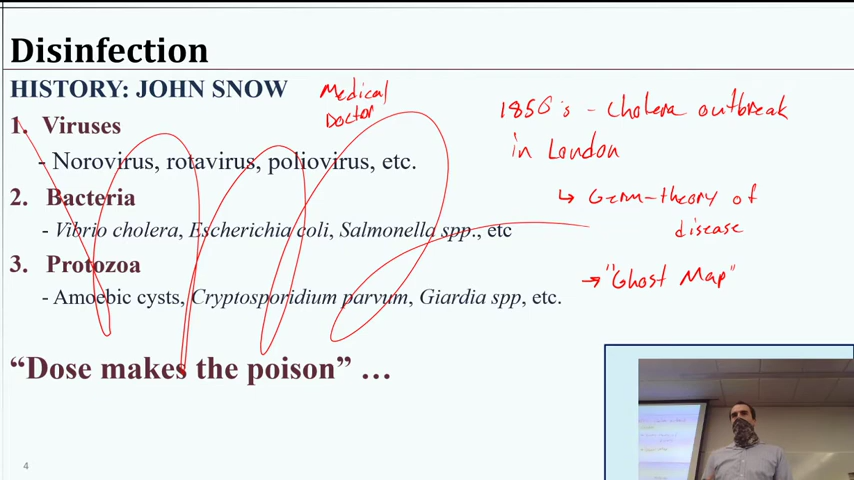 Disinfection
HISTORY: JOHN SNOW
Medical
Doctor
1850's - cholera outbreak
in London
↳ Germ-theory of
disease
→ "Ghost Map"
1. Viruses
- Norovirus, rotavirus, poliovirus, etc.
2. Bacteria
- Vibrio cholera, Escherichia coli, Salmonella spp., etc
3. Protozoa
- Amoebic cysts, Cryptosporidium parvum, Giardia spp, etc.
“Dose makes the poison” …
4